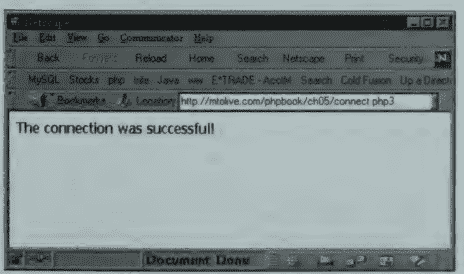 Netscape
File Edit View Go Communicator Help
Back Forward Reload Home Search Netscape Print Security N
MySQL Stocks php Java E*TRADE - Search Cold Fusion Up a Direct
Bookmarks Location: http://mtolive.com/phpbook/ch05/connect.php3
The connection was successful!
Document: Done